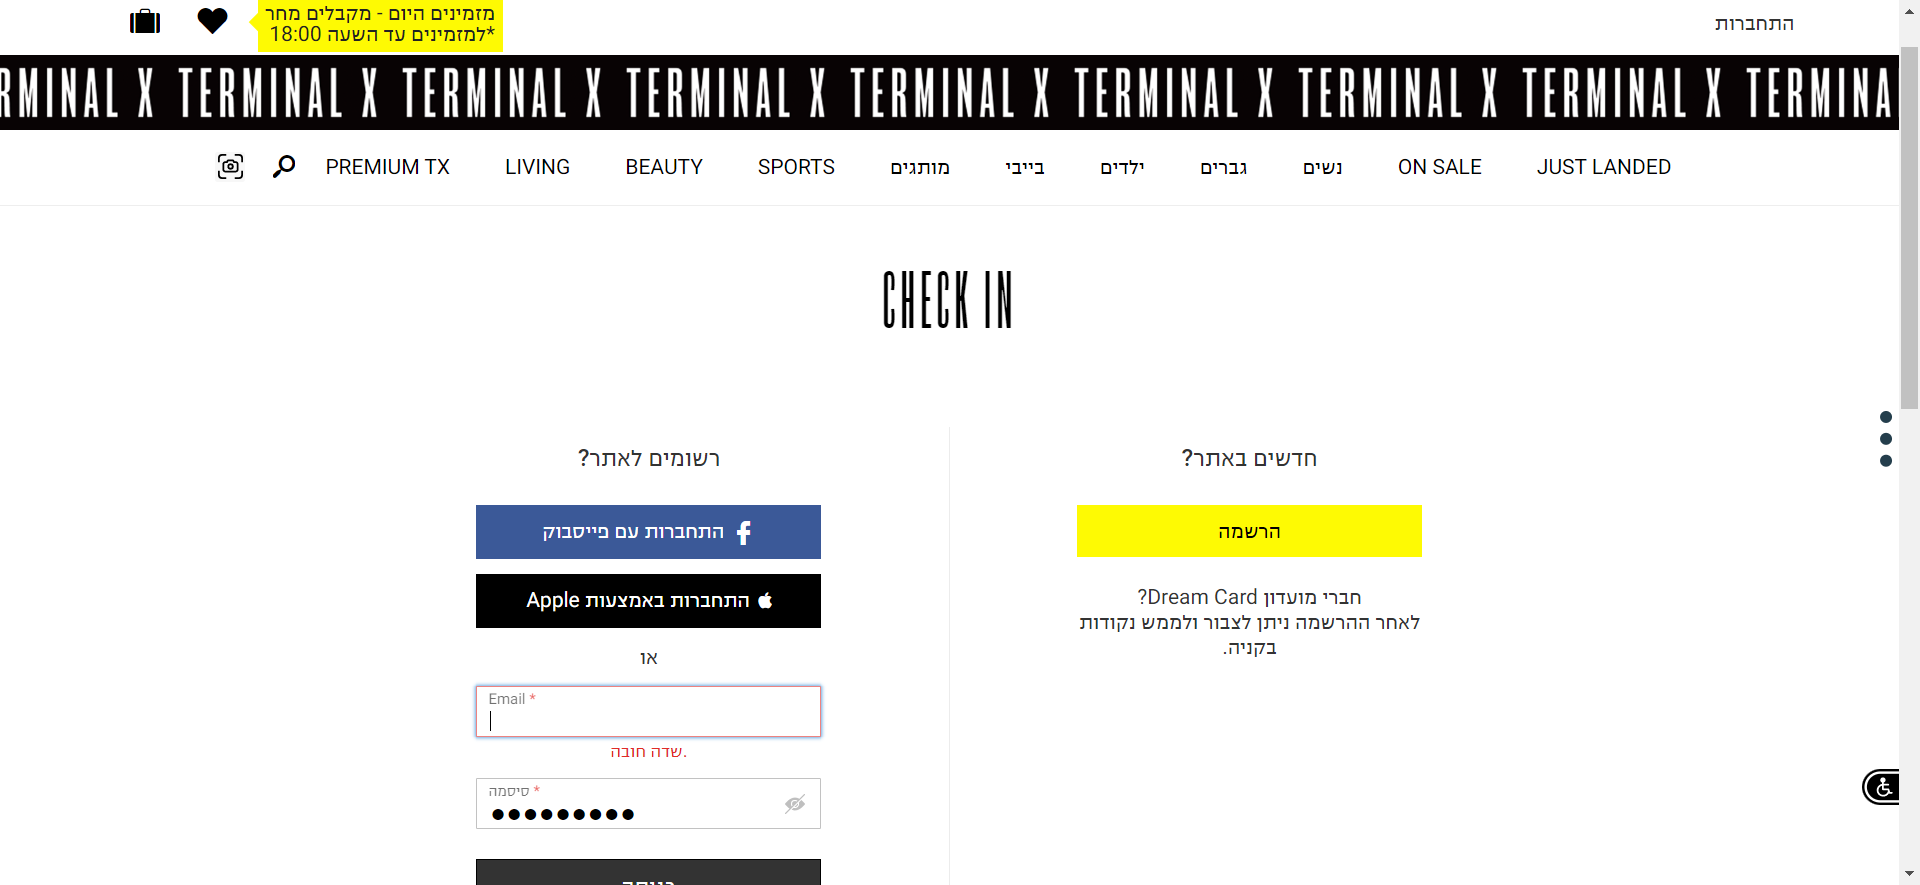 התחברות
מזמינים היום - מקבלים מחר
*למזמינים עד השעה 18:00
RMINAL X TERMINAL X TERMINAL X TERMINAL X TERMINAL X TERMINAL X TERMINAL X TERMINAL X TERMINA
JUST LANDED
ON SALE
נשים
גברים
ילדים
בייבי
מותגים
SPORTS
BEAUTY
LIVING
PREMIUM TX
CHECK IN
חדשים באתר?
הרשמה
חברי מועדון Dream Card?
לאחר ההרשמה ניתן לצבור ולממש נקודות
בקניה.
רשומים לאתר?
התחברות עם פייסבוק
התחברות באמצעות Apple
או
Email *
שדה חובה.
סיסמה *